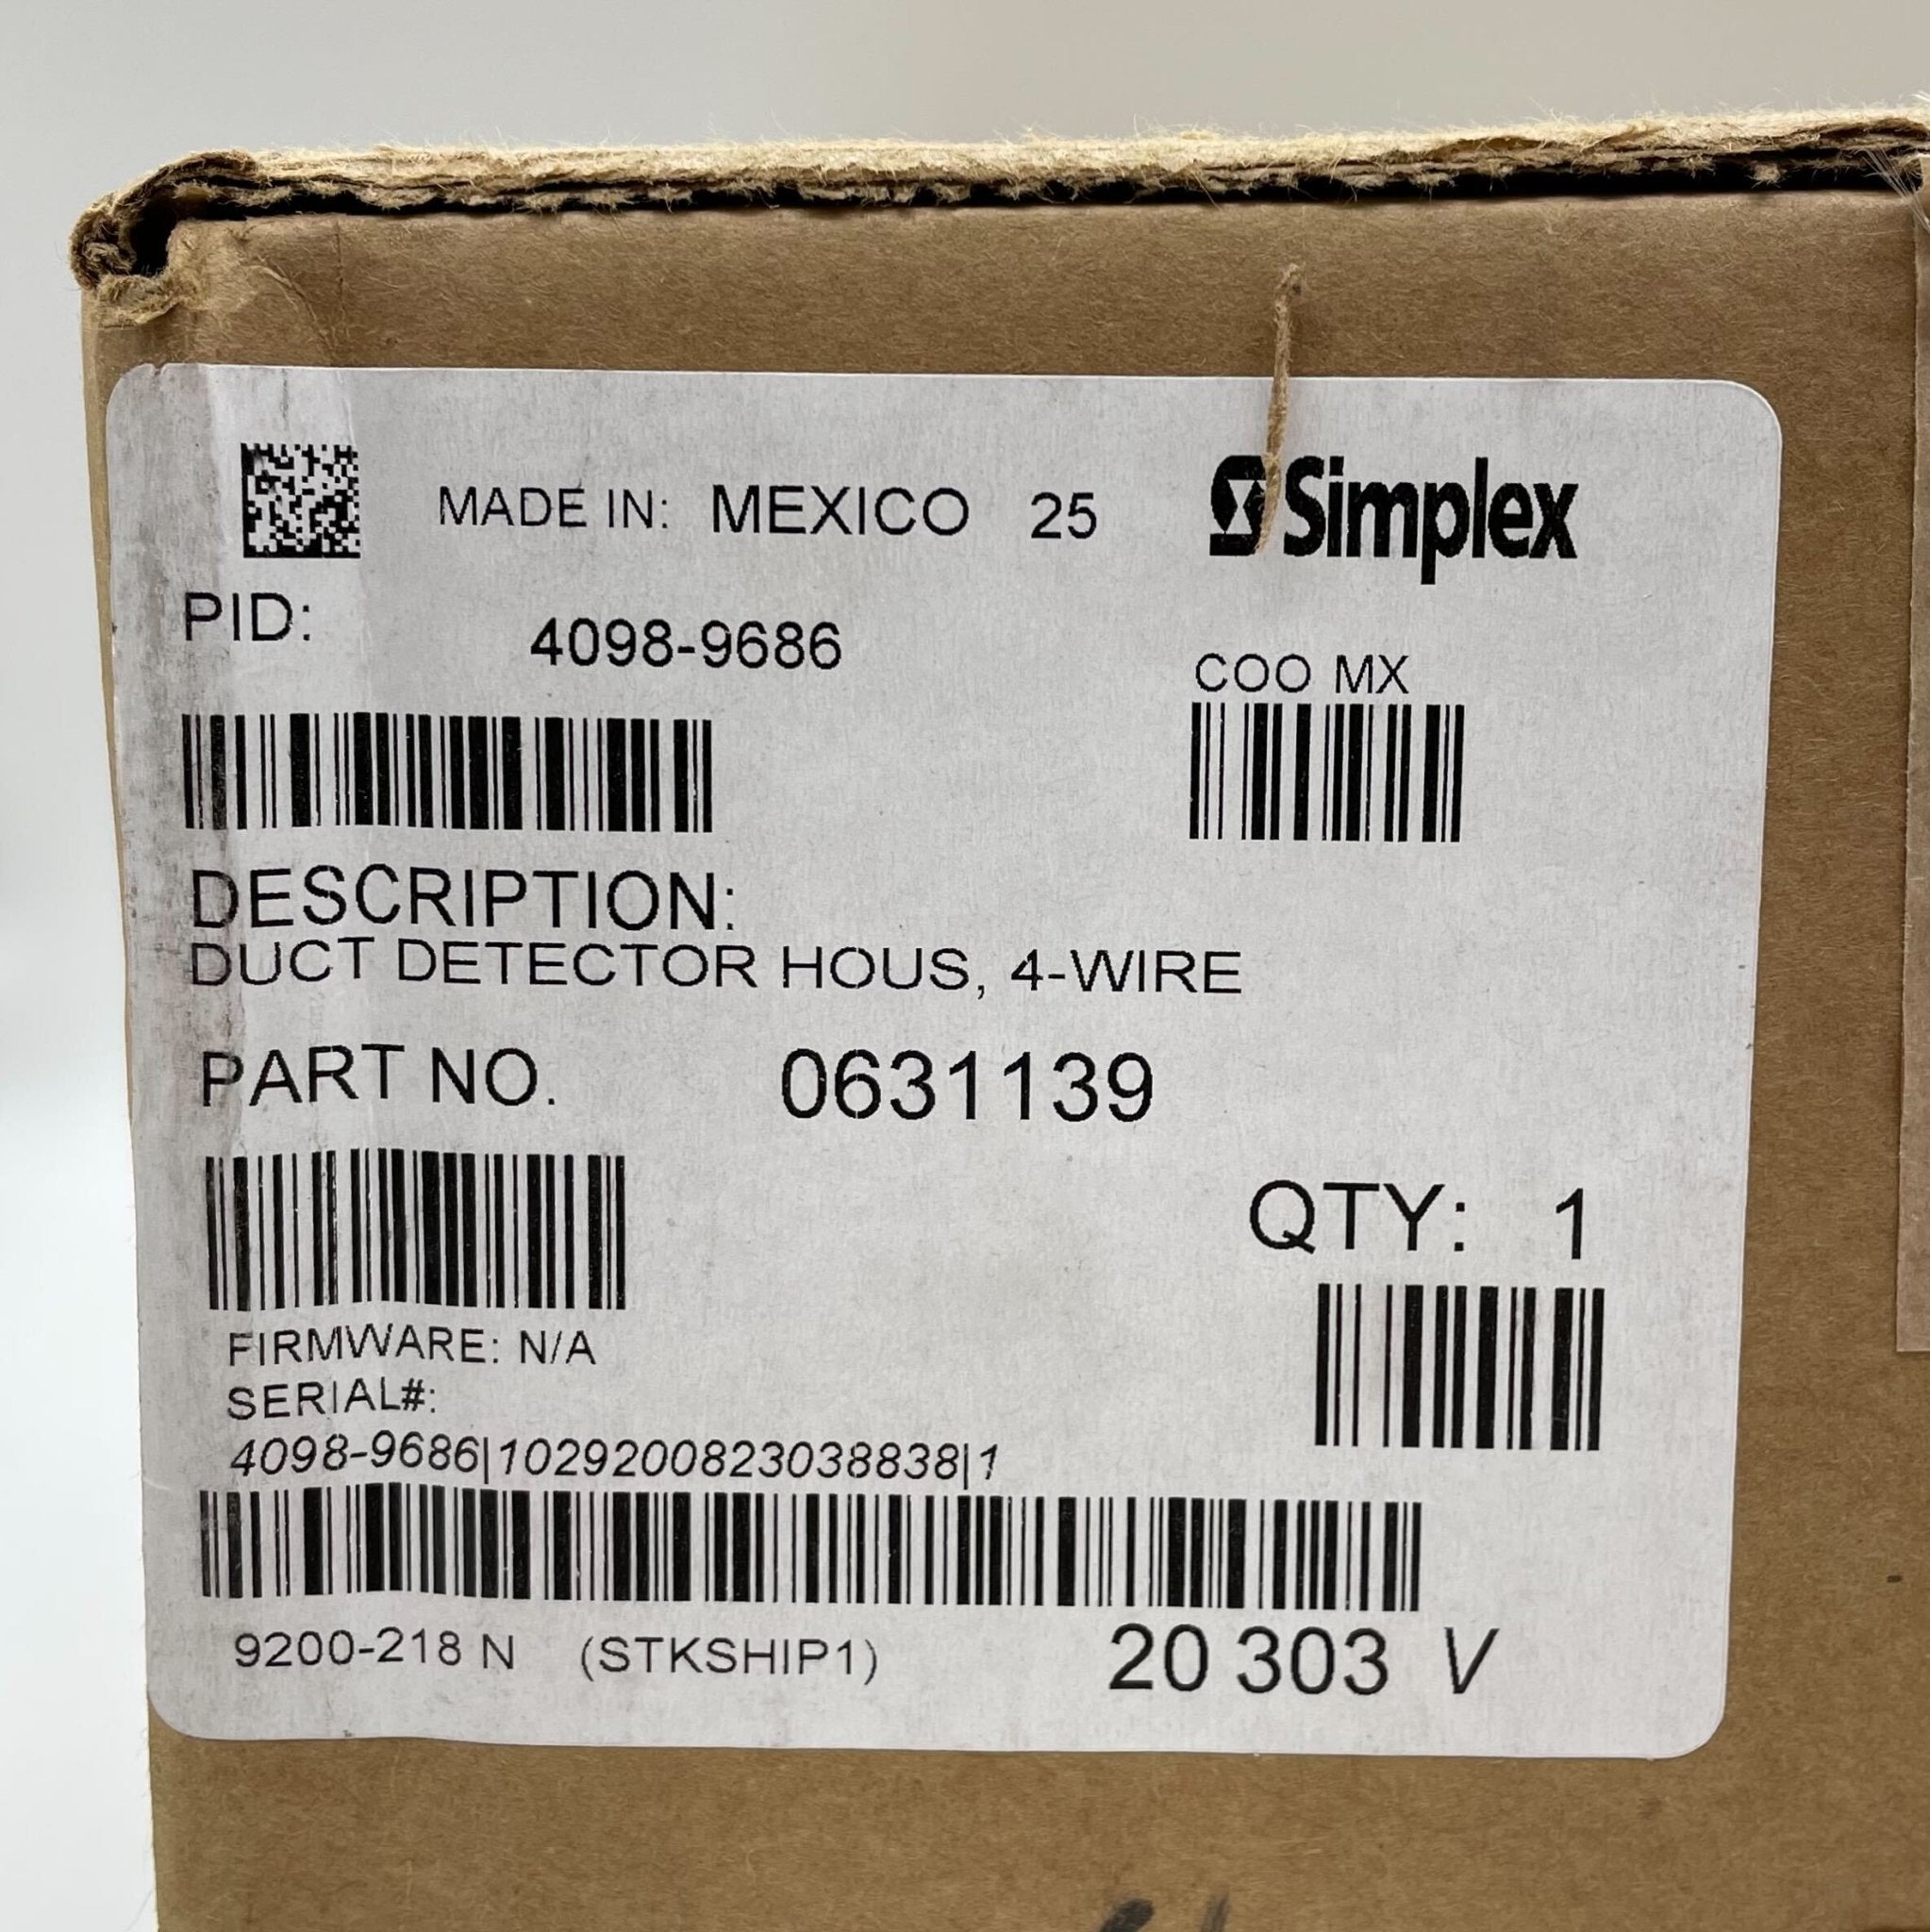 MADE IN: MEXICO 25 Simplex
PID: 4098-9686
COO MX
DESCRIPTION:
DUCT DETECTOR HOUS, 4-WIRE
PART NO. 0631139
QTY: 1
FIRMWARE: N/A
SERIAL#:
4098-9686|1029200823038838|1
9200-218 N (STKSHIP1) 20 303 V